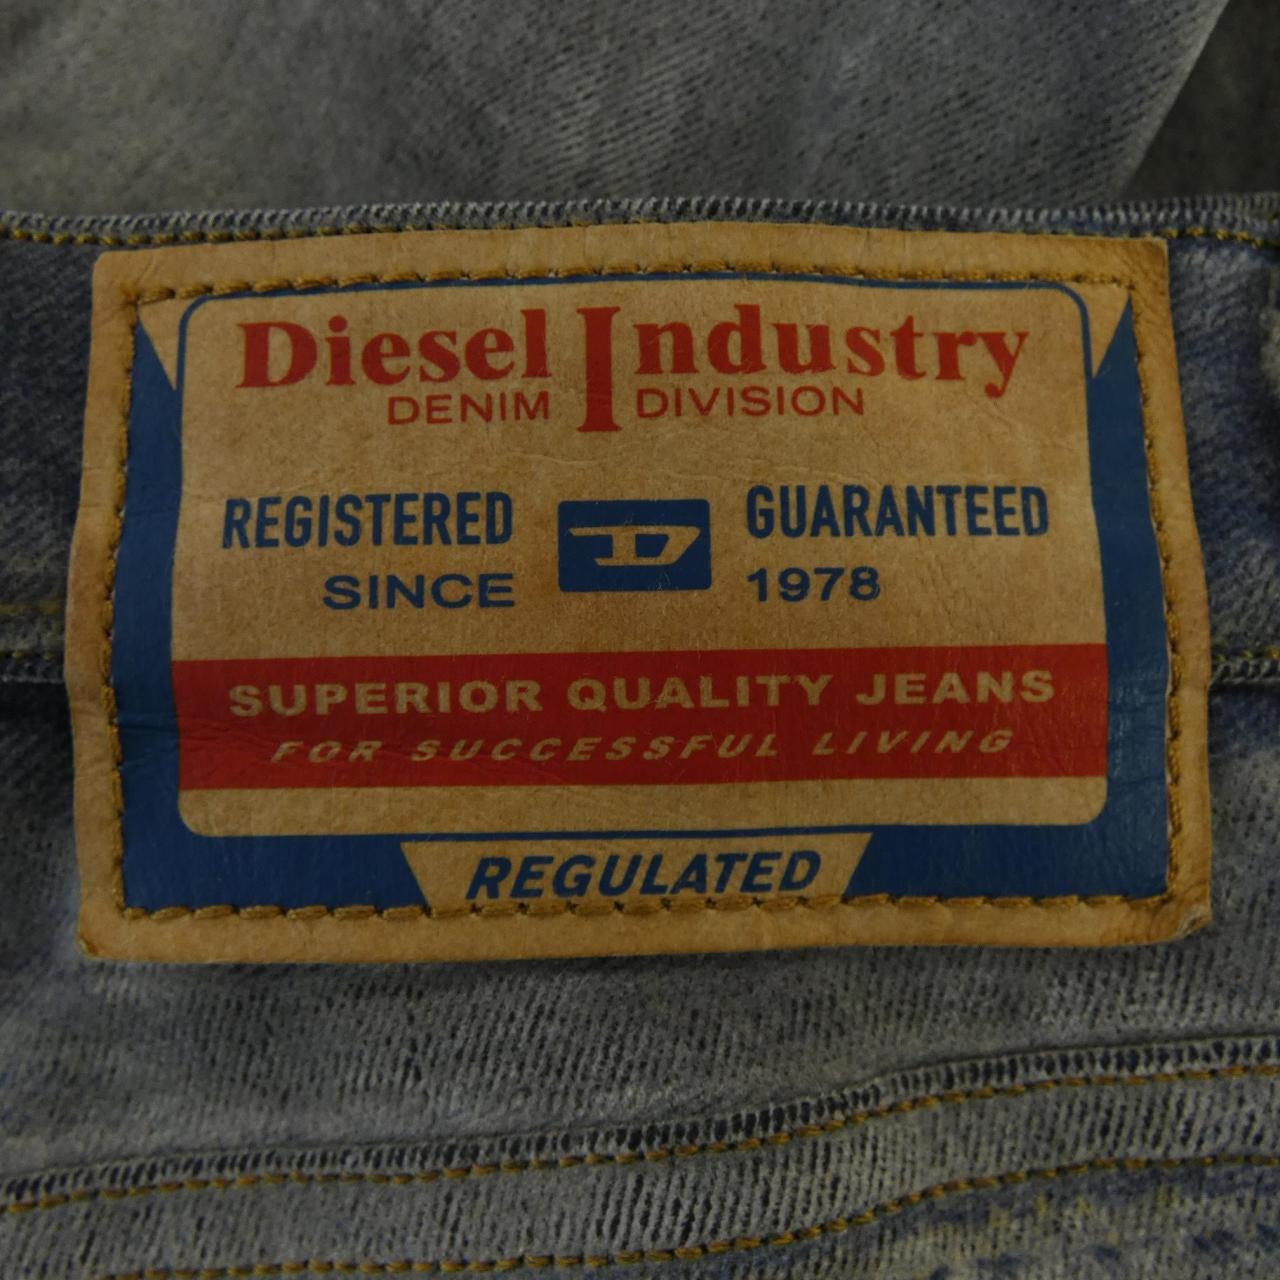 Diesel Industry
DENIM DIVISION
REGISTERED D GUARANTEED
SINCE 1978
SUPERIOR QUALITY JEANS
FOR SUCCESSFUL LIVING
REGULATED